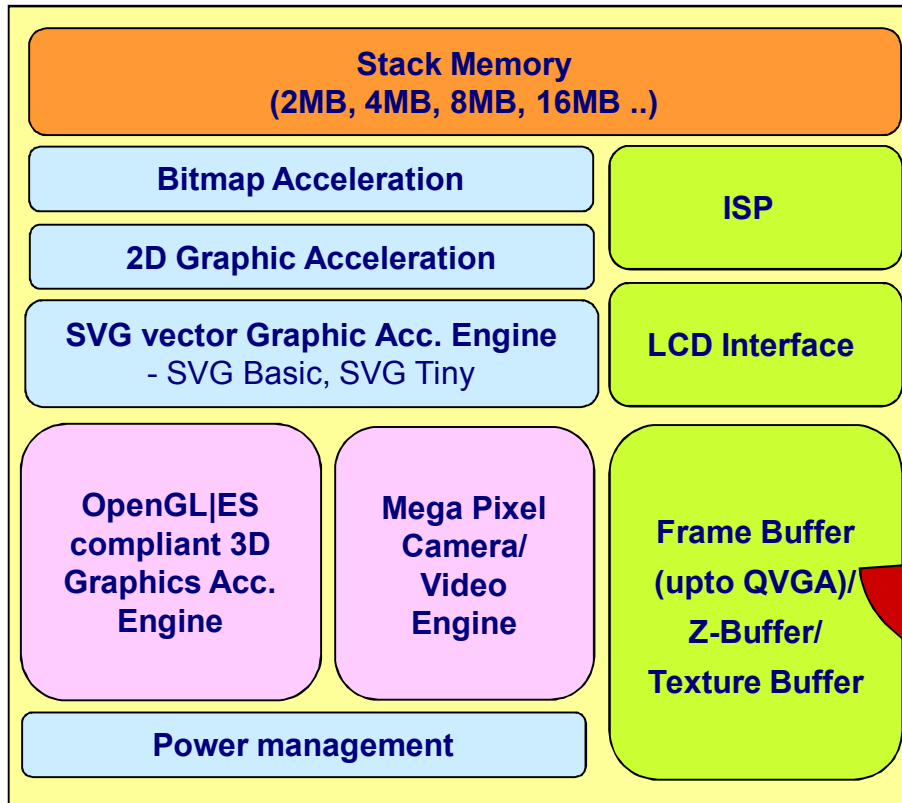 Stack Memory
(2MB, 4MB, 8MB, 16MB ..)
Bitmap Acceleration
2D Graphic Acceleration
SVG vector Graphic Acc. Engine
- SVG Basic, SVG Tiny
ISP
LCD Interface
OpenGL|ES
compliant 3D
Graphics Acc.
Engine
Mega Pixel
Camera/
Video
Engine
Frame Buffer
(upto QVGA)/
Z-Buffer/
Texture Buffer
Power management